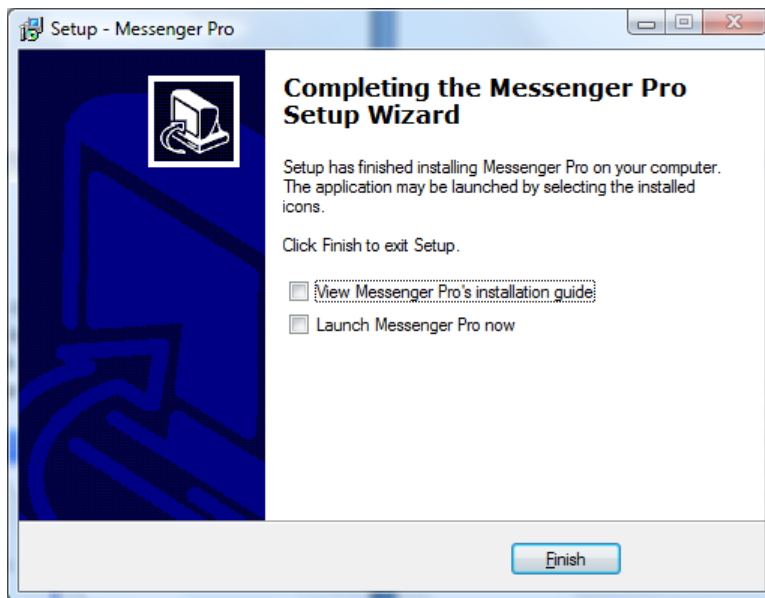 Setup - Messenger Pro
Completing the Messenger Pro
Setup Wizard
Setup has finished installing Messenger Pro on your computer.
The application may be launched by selecting the installed
icons.
Click Finish to exit Setup.
View Messenger Pro's installation guide
Launch Messenger Pro now
Finish